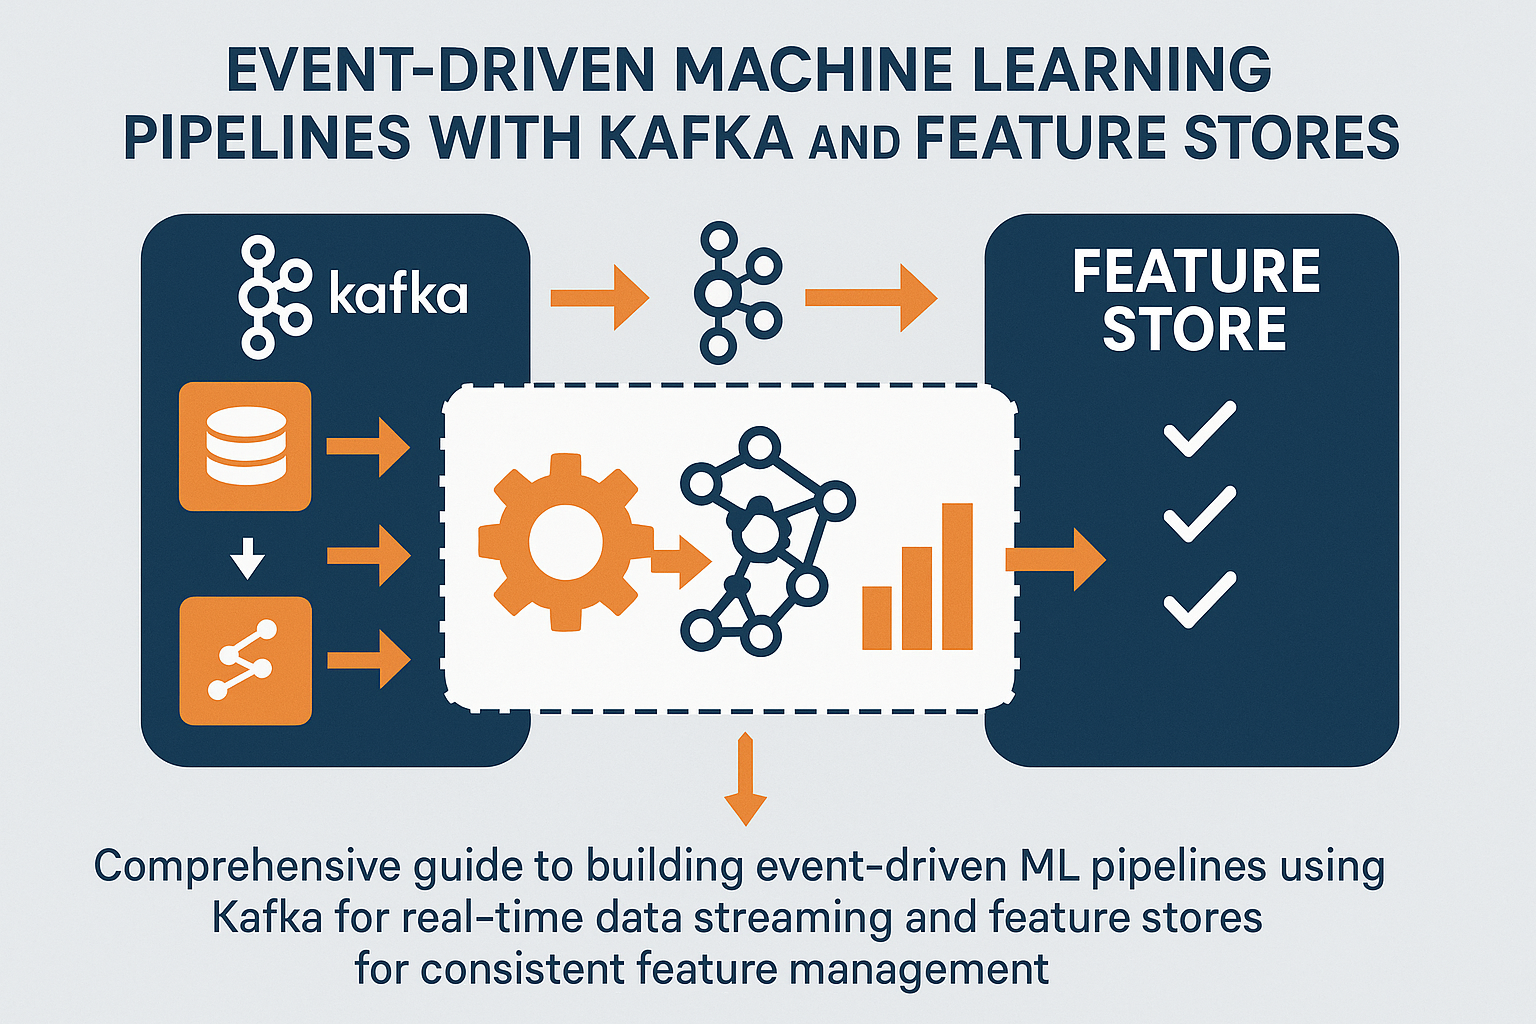 EVENT-DRIVEN MACHINE LEARNING
PIPELINES WITH KAFKA AND FEATURE STORES
kafka
FEATURE
STORE
Comprehensive guide to building event-driven ML pipelines using
Kafka for real-time data streaming and feature stores
for consistent feature management